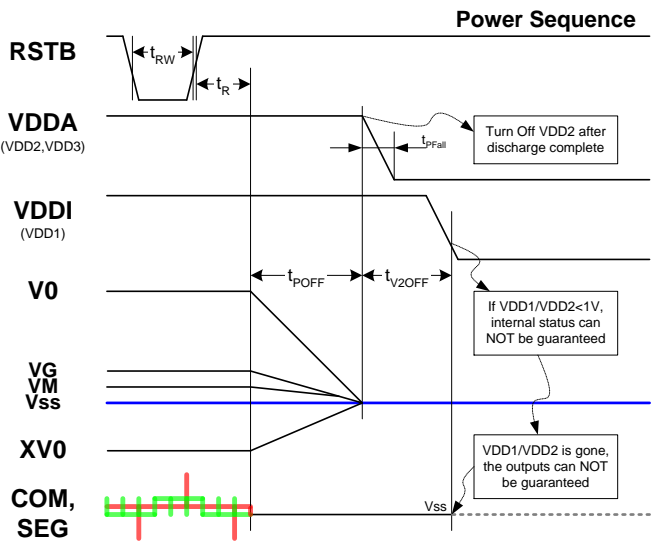 Power Sequence
RSTB
tRW
tR
VDDA
(VDD2,VDD3)
tPFall
Turn Off VDD2 after
discharge complete
VDDI
(VDD1)
tPOFF
tV2OFF
V0
If VDD1/VDD2<1V,
internal status can
NOT be guaranteed
VG
VM
Vss
XV0
VDD1/VDD2 is gone,
the outputs can NOT
be guaranteed
COM,
SEG
Vss